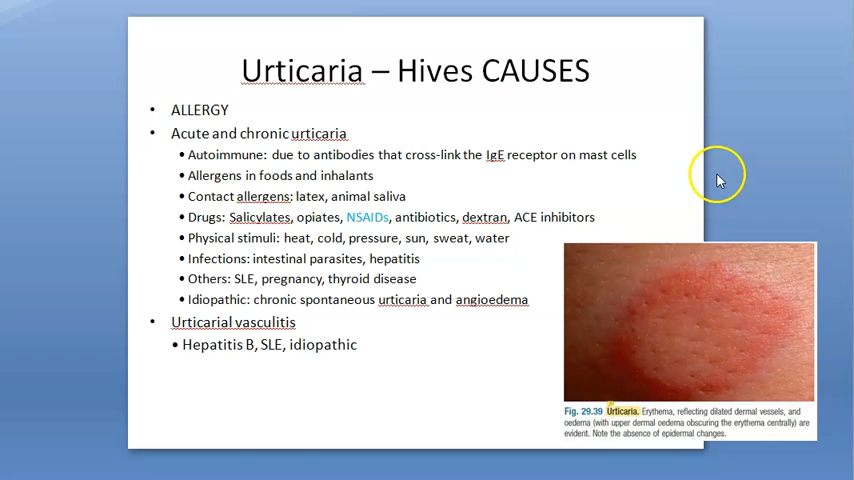 Urticaria – Hives CAUSES
• ALLERGY
• Acute and chronic urticaria
• Autoimmune: due to antibodies that cross-link the IgE receptor on mast cells
• Allergens in foods and inhalants
• Contact allergens: latex, animal saliva
• Drugs: Salicylates, opiates, NSAIDs, antibiotics, dextran, ACE inhibitors
• Physical stimuli: heat, cold, pressure, sun, sweat, water
• Infections: intestinal parasites, hepatitis
• Others: SLE, pregnancy, thyroid disease
• Idiopathic: chronic spontaneous urticaria and angioedema
• Urticarial vasculitis
• Hepatitis B, SLE, idiopathic
Fig. 29.39 Urticaria. Erythema, reflecting dilated dermal vessels, and
oedema (with upper dermal oedema obscuring the erythema centrally) are
evident. Note the absence of epidermal changes.